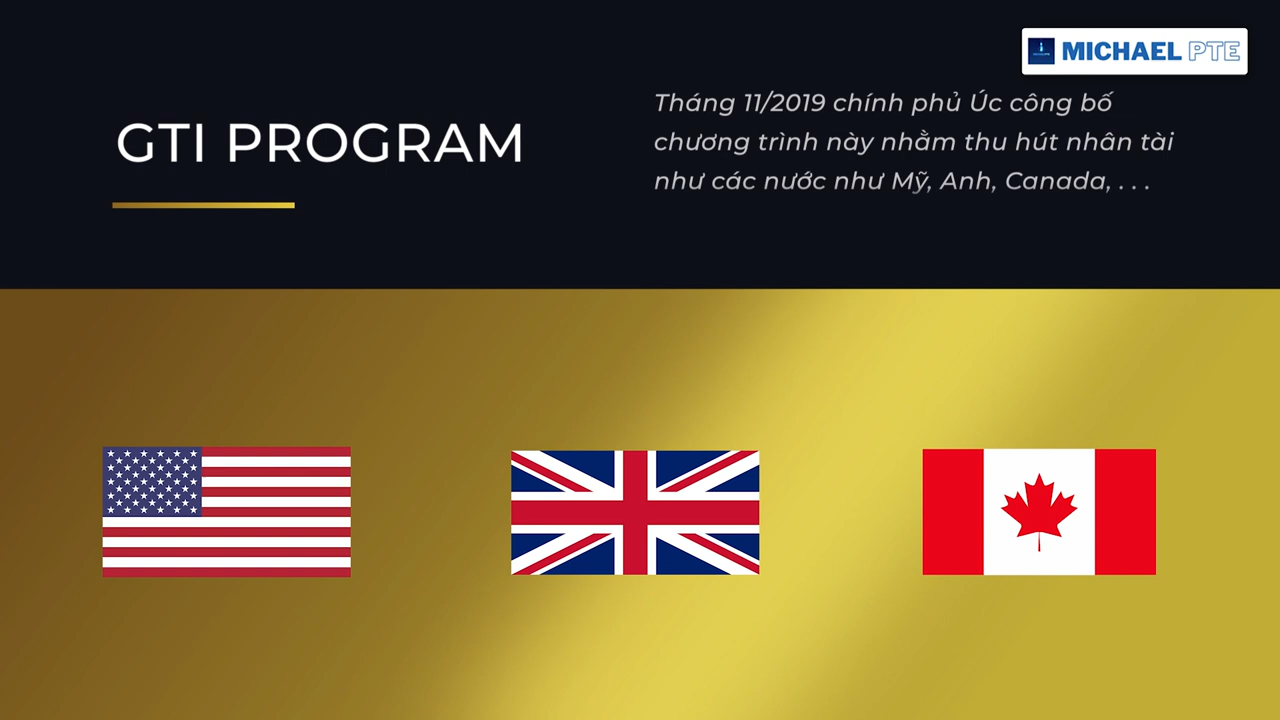 MICHAEL PTE
GTI PROGRAM
Tháng 11/2019 chính phủ Úc công bố
chương trình này nhằm thu hút nhân tài
như các nước như Mỹ, Anh, Canada, . . .